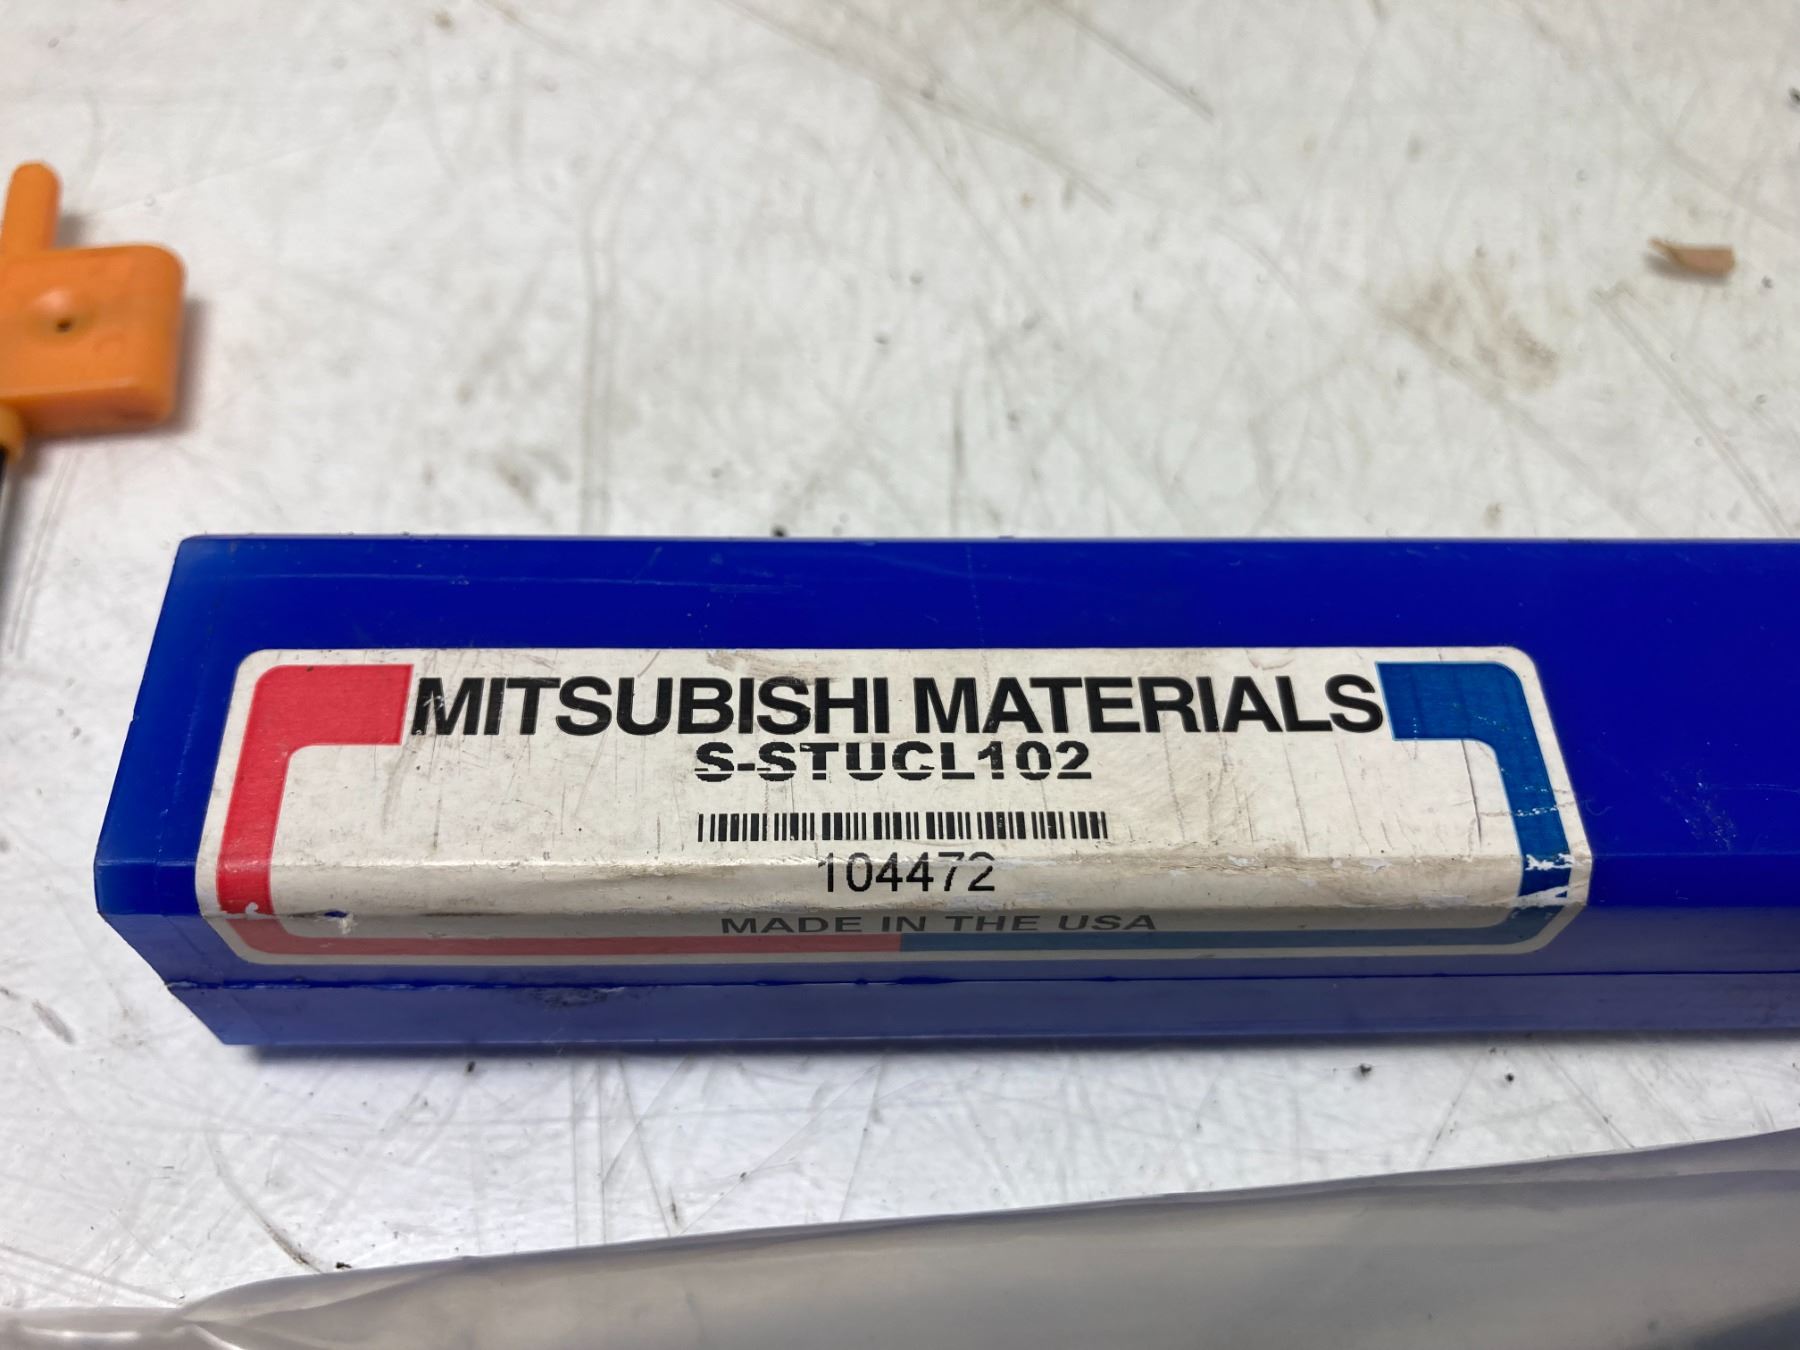 MITSUBISHI MATERIALS
S-STUCL102
104472
MADE IN THE USA